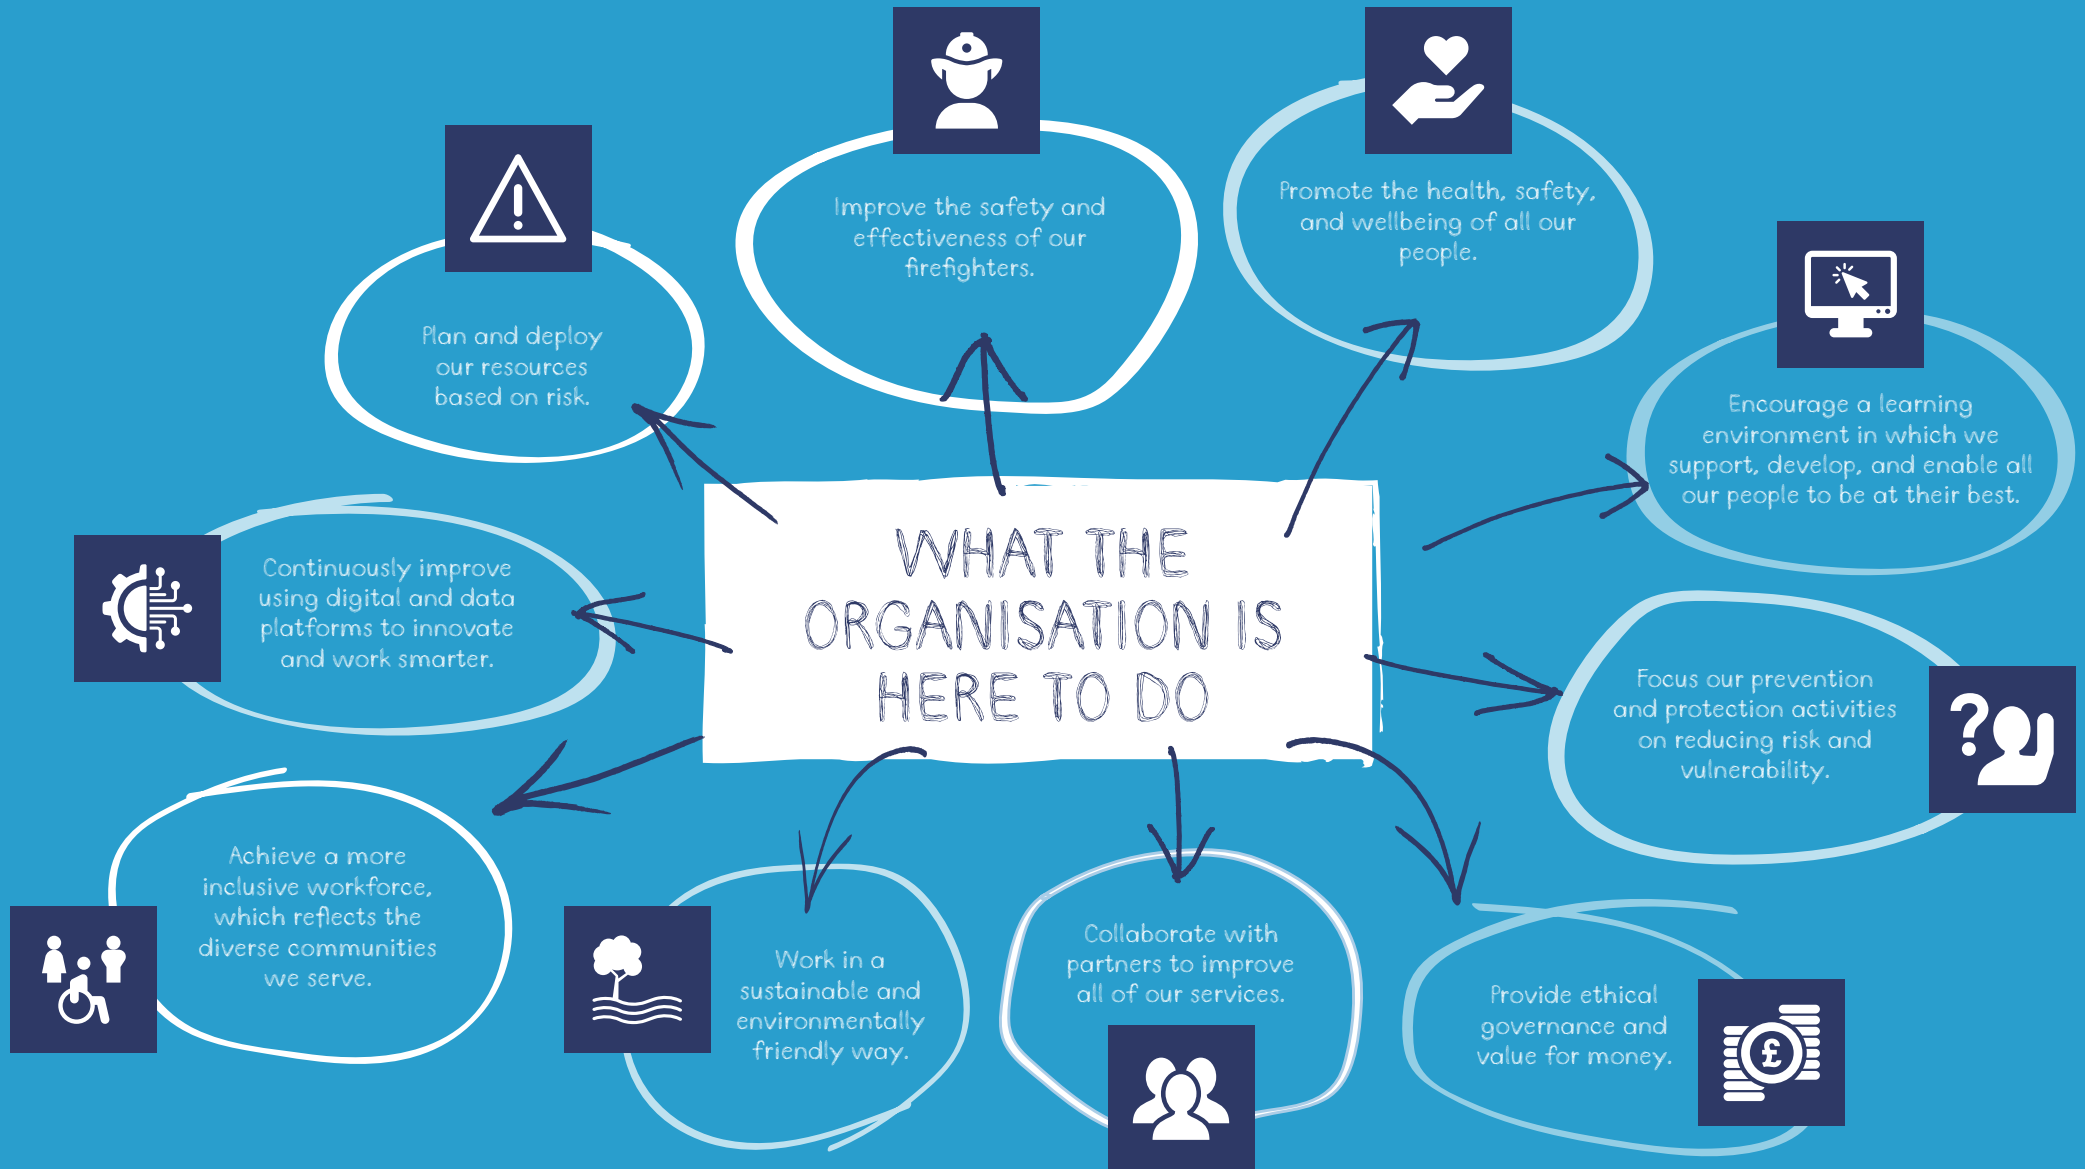 Improve the safety and
effectiveness of our
firefighters.
Promote the health, safety,
and wellbeing of all our
people.
Plan and deploy
our resources
based on risk.
Encourage a learning
environment in which we
support, develop, and enable all
our people to be at their best.
Continuously improve
using digital and data
platforms to innovate
and work smarter.
WHAT THE
ORGANISATION IS
HERE TO DO
Focus our prevention
and protection activities
on reducing risk and
vulnerability.
Achieve a more
inclusive workforce,
which reflects the
diverse communities
we serve.
Work in a
sustainable and
environmentally
friendly way.
Collaborate with
partners to improve
all of our services.
Provide ethical
governance and
value for money.
?
£